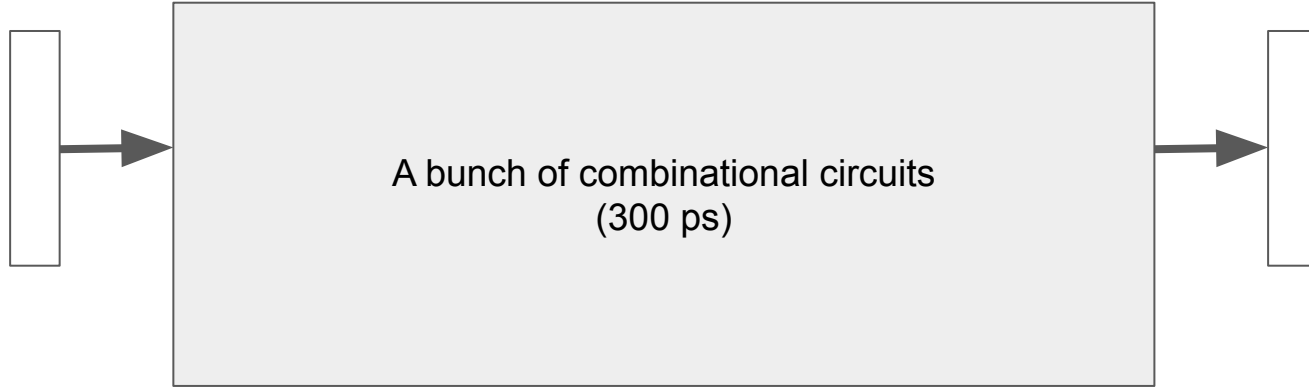 A bunch of combinational circuits
(300 ps)